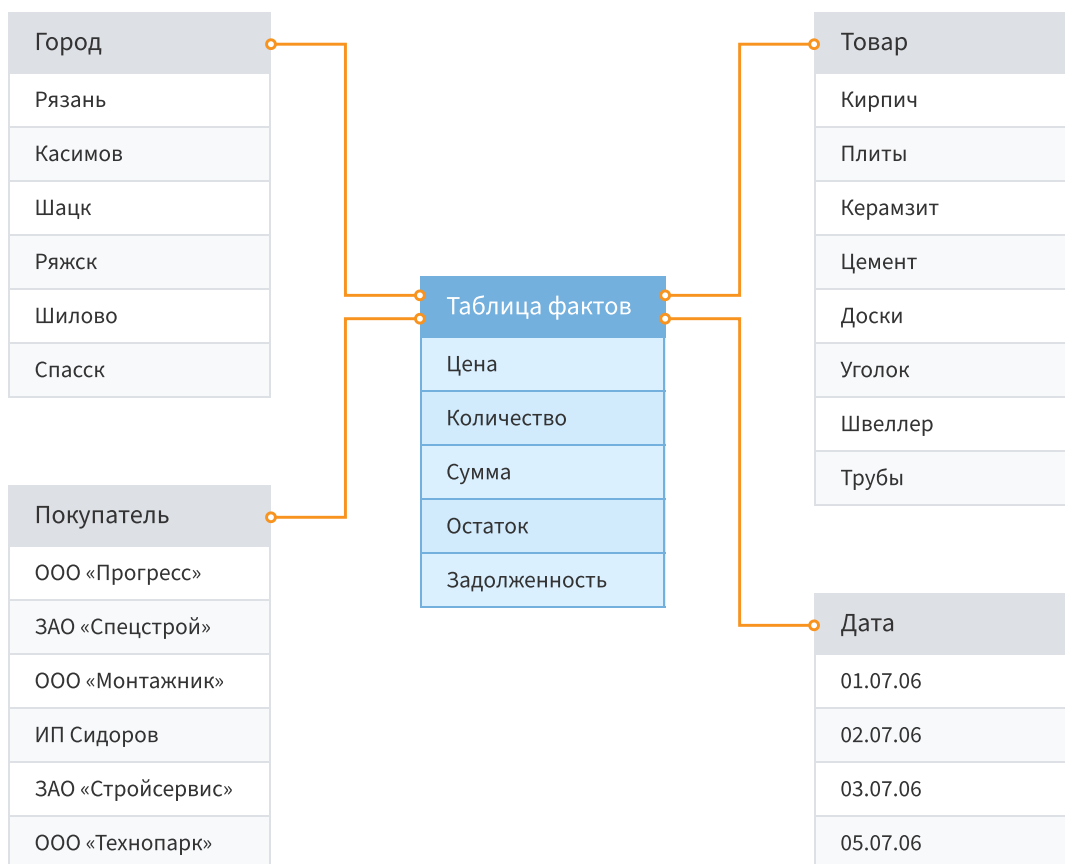 Город
Рязань
Касимов
Шацк
Ряжск
Шилово
Спасск
Покупатель
ООО «Прогресс»
ЗАО «Спецстрой»
ООО «Монтажник»
ИП Сидоров
ЗАО «Стройсервис»
ООО «Технопарк»
Таблица фактов
Цена
Количество
Сумма
Остаток
Задолженность
Товар
Кирпич
Плиты
Керамзит
Цемент
Доски
Уголок
Швеллер
Трубы
Дата
01.07.06
02.07.06
03.07.06
05.07.06